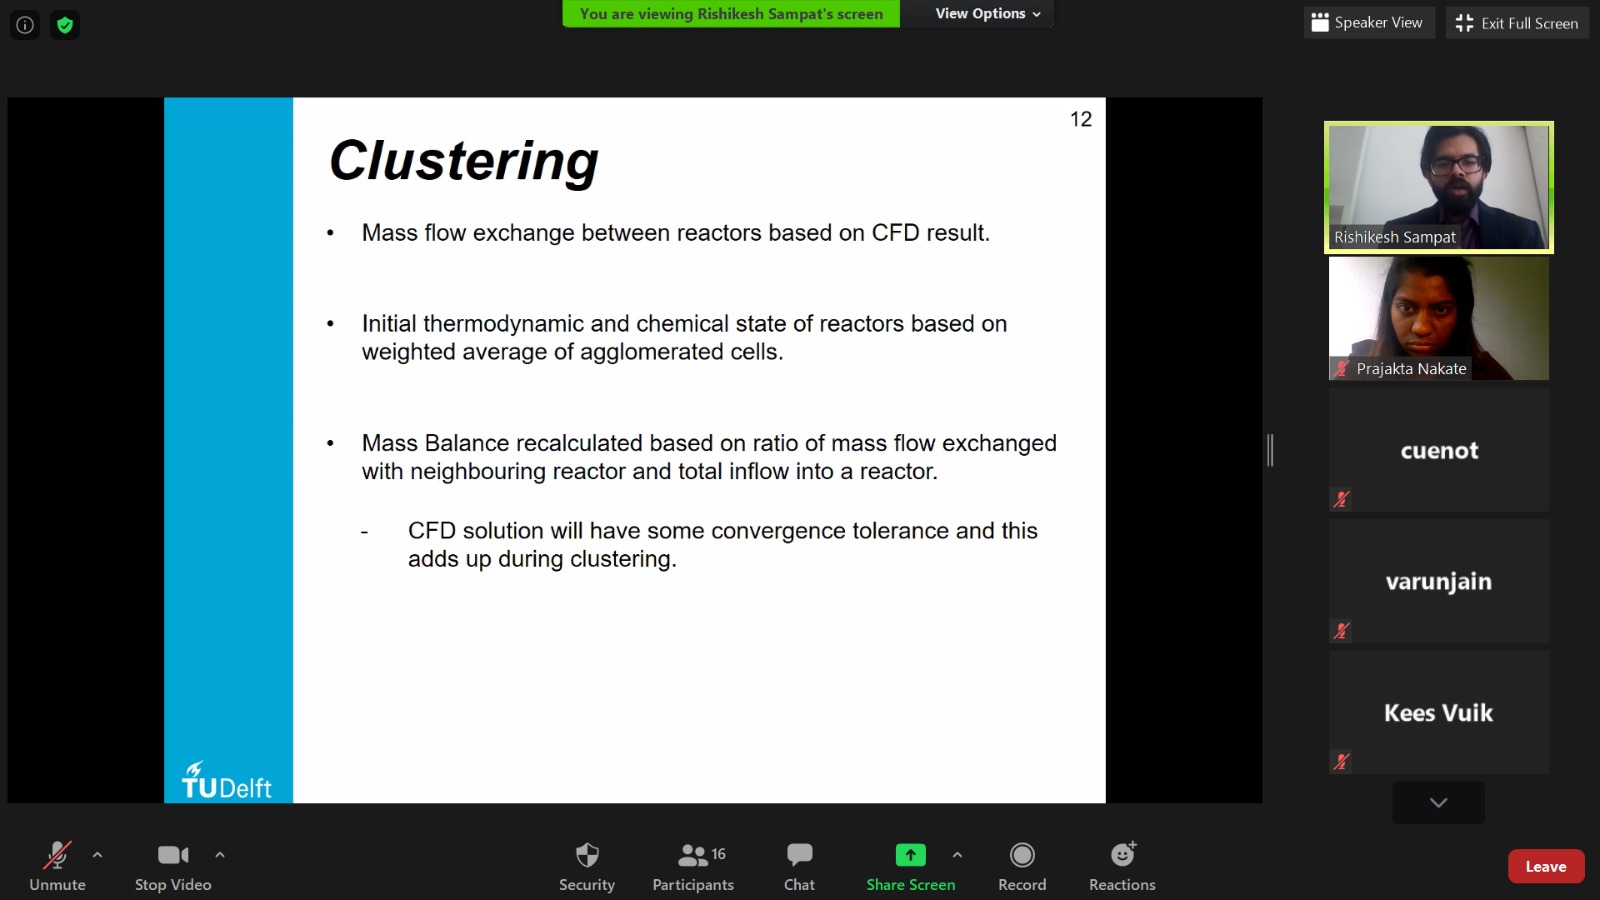 You are viewing Rishikesh Sampat's screen
View Options
Speaker View
Exit Full Screen
12
Clustering
• Mass flow exchange between reactors based on CFD result.
• Initial thermodynamic and chemical state of reactors based on
weighted average of agglomerated cells.
• Mass Balance recalculated based on ratio of mass flow exchanged
with neighbouring reactor and total inflow into a reactor.
- CFD solution will have some convergence tolerance and this
adds up during clustering.
TUDelft
Rishikesh Sampat
Prajakta Nakate
cuenot
varunjain
Kees Vuik
Unmute
Stop Video
Security
16
Participants
Chat
Share Screen
Record
Reactions
Leave